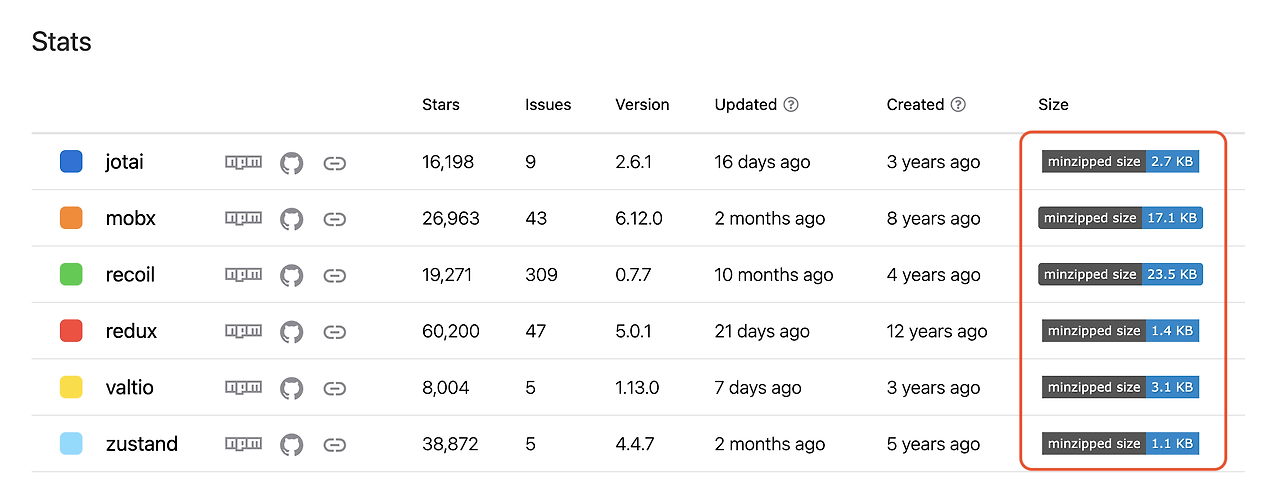 Stats
Stars Issues Version Updated ? Created ? Size
jotai npm 16,198 9 2.6.1 16 days ago 3 years ago minzipped size 2.7 KB
mobx npm 26,963 43 6.12.0 2 months ago 8 years ago minzipped size 17.1 KB
recoil npm 19,271 309 0.7.7 10 months ago 4 years ago minzipped size 23.5 KB
redux npm 60,200 47 5.0.1 21 days ago 12 years ago minzipped size 1.4 KB
valtio npm 8,004 5 1.13.0 7 days ago 3 years ago minzipped size 3.1 KB
zustand npm 38,872 5 4.4.7 2 months ago 5 years ago minzipped size 1.1 KB